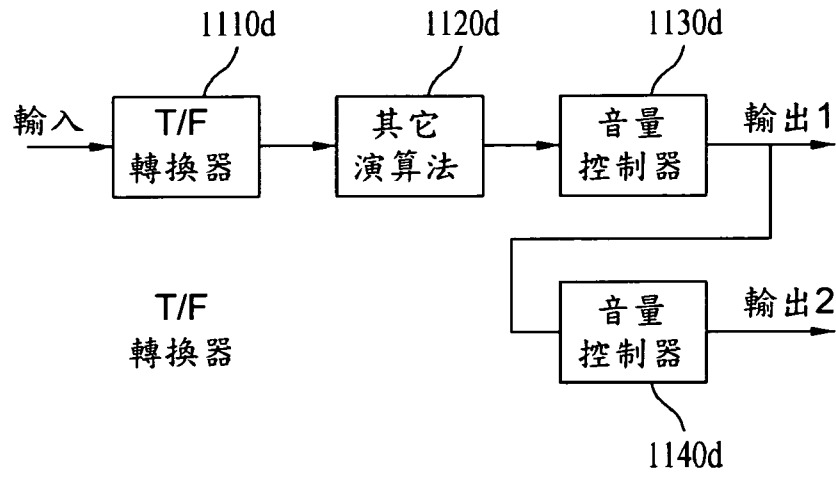 1110d
1120d
1130d
輸入
T/F
轉換器
其它
演算法
音量
控制器
輸出1
T/F
轉換器
音量
控制器
輸出2
1140d